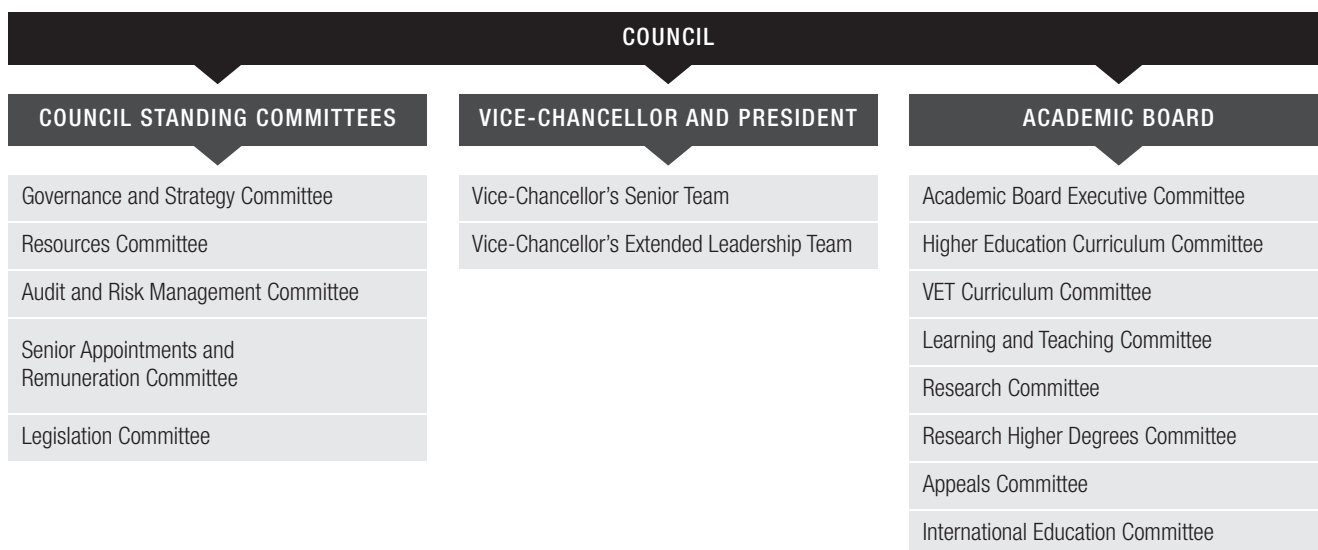 COUNCIL
COUNCIL STANDING COMMITTEES
Governance and Strategy Committee
Resources Committee
Audit and Risk Management Committee
Senior Appointments and
Remuneration Committee
Legislation Committee
VICE-CHANCELLOR AND PRESIDENT
Vice-Chancellor’s Senior Team
Vice-Chancellor’s Extended Leadership Team
ACADEMIC BOARD
Academic Board Executive Committee
Higher Education Curriculum Committee
VET Curriculum Committee
Learning and Teaching Committee
Research Committee
Research Higher Degrees Committee
Appeals Committee
International Education Committee